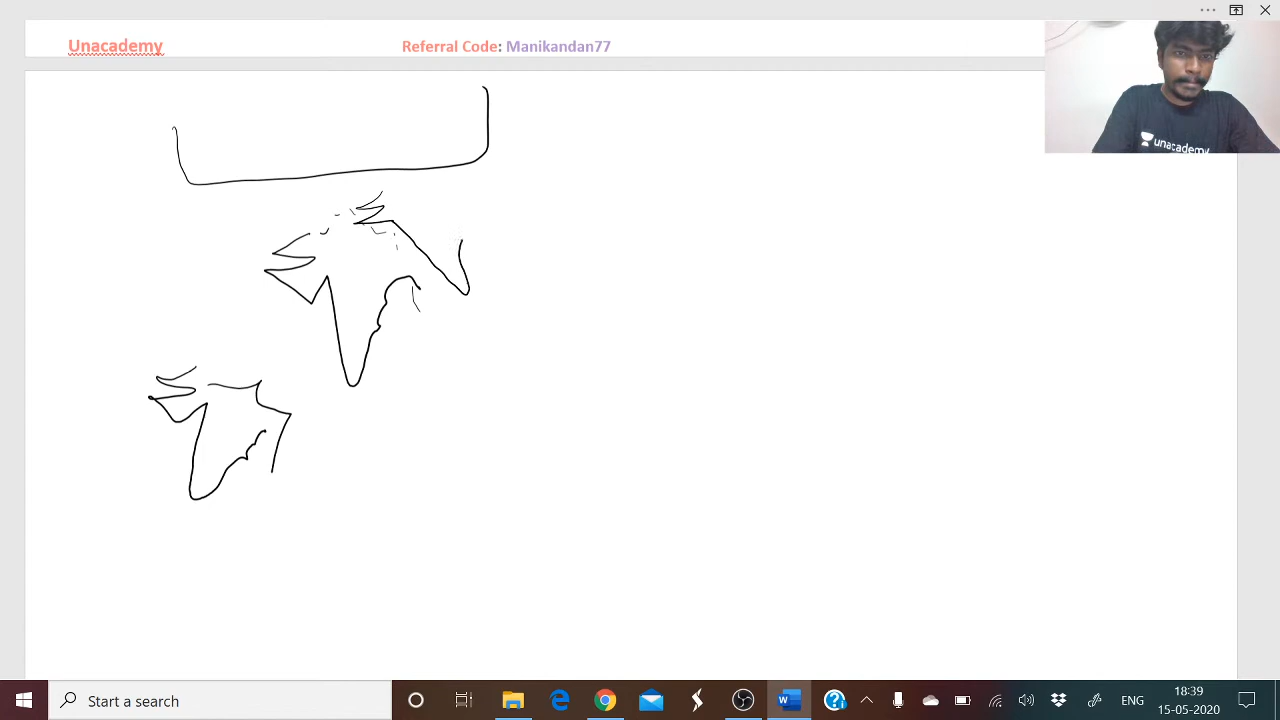 Unacademy
Referral Code: Manikandan77
unacademy
Start a search
ENG
18:39
15-05-2020